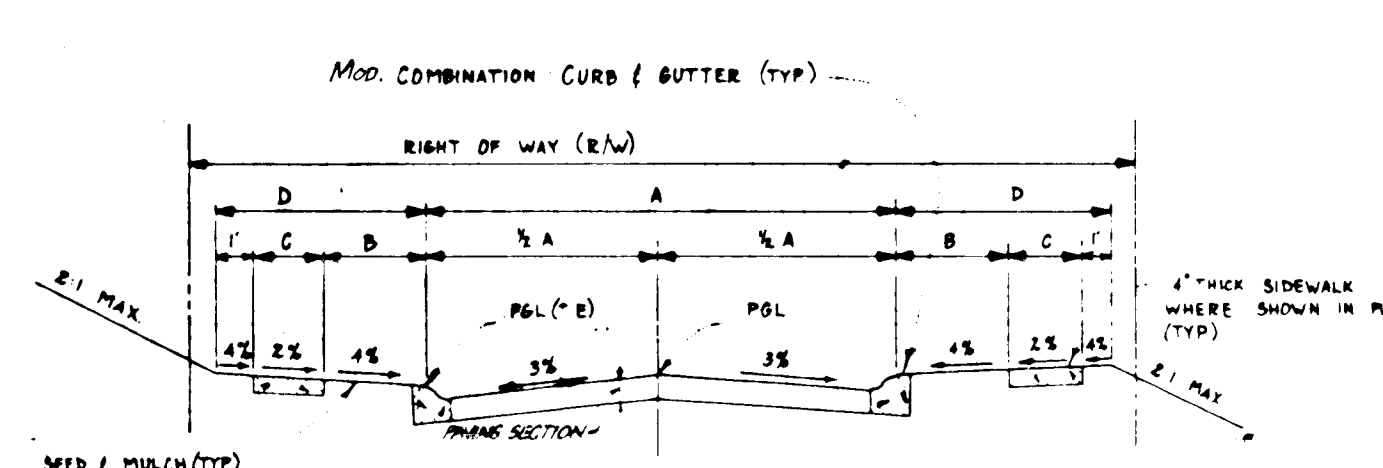 MOD. COMBINATION CURB & GUTTER (TYP)
RIGHT OF WAY (R/W)
D A D
1' C B ½ A ½ A B C 1'
2:1 MAX.
4" THICK SIDEWALK
WHERE SHOWN IN
(TYP)
PGL ( E) PGL
4% 2% 4% 3% 3% 4% 2% 4%
2:1 MAX
PAVING SECTION
SEED & MULCH (TYP)